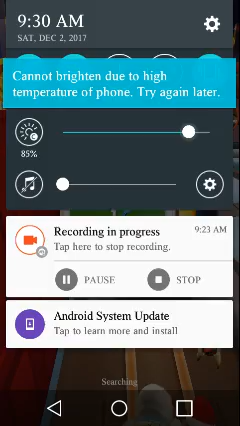 9:30 AM
SAT, DEC 2, 2017
Cannot brighten due to high
temperature of phone. Try again later.
85%
Recording in progress
9:23 AM
Tap here to stop recording.
PAUSE
STOP
Android System Update
Tap to learn more and install
Searching